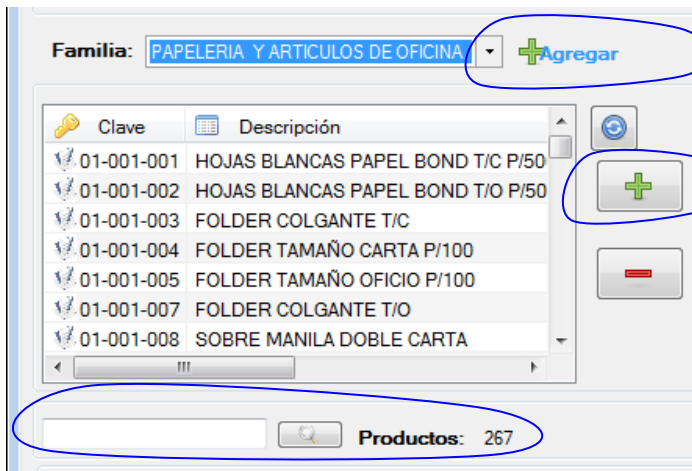 Familia: PAPELERIA Y ARTICULOS DE OFICINA Agregar
Clave Descripción
01-001-001 HOJAS BLANCAS PAPEL BOND T/C P/50
01-001-002 HOJAS BLANCAS PAPEL BOND T/O P/50
01-001-003 FOLDER COLGANTE T/C
01-001-004 FOLDER TAMAÑO CARTA P/100
01-001-005 FOLDER TAMAÑO OFICIO P/100
01-001-007 FOLDER COLGANTE T/O
01-001-008 SOBRE MANILA DOBLE CARTA
Productos: 267